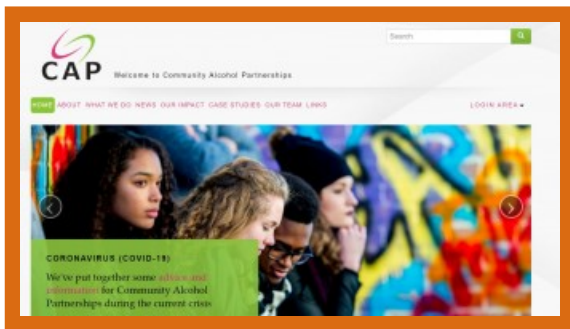 Search
CAP
Welcome to Community Alcohol Partnerships
HOME ABOUT WHAT WE DO NEWS OUR IMPACT CASE STUDIES OUR TEAM LINKS
LOGIN AREA
CORONAVIRUS (COVID-19)
We've put together some advice and
information for Community Alcohol
Partnerships during the current crisis